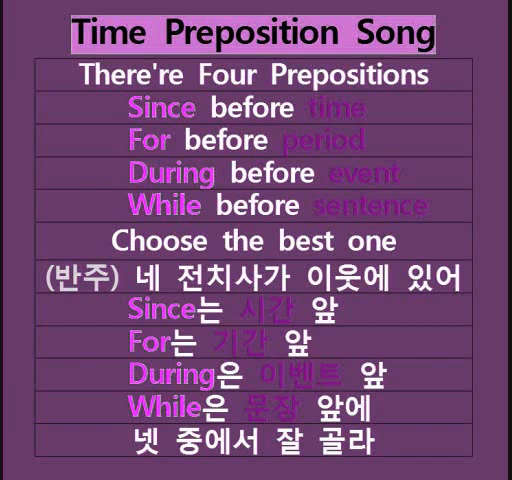 Time Preposition Song
There're Four Prepositions
Since before time
For before period
During before event
While before sentence
Choose the best one
(반주) 네 전치사가 이웃에 있어
Since는 시간 앞
For는 기간 앞
During은 이벤트 앞
While은 문장 앞에
넷 중에서 잘 골라